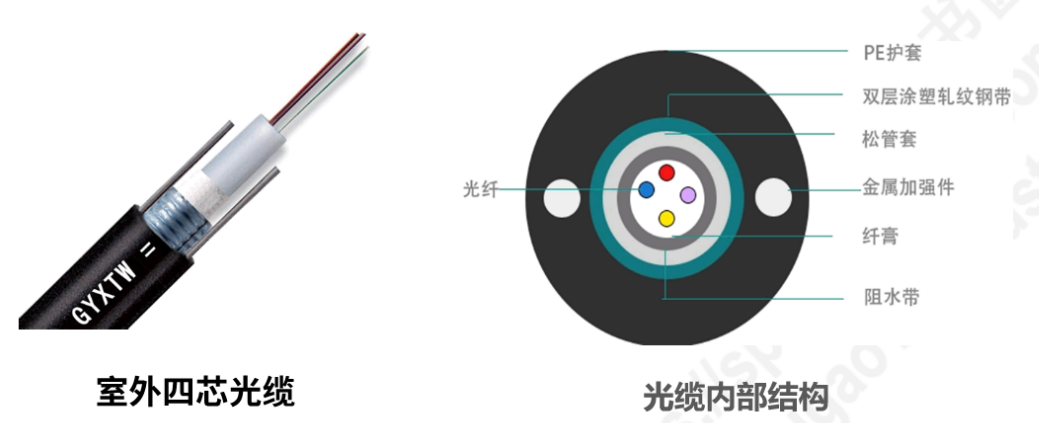 PE护套
双层涂塑轧纹钢带
松管套
光纤
金属加强件
纤膏
阻水带
GYXTW =
室外四芯光缆
光缆内部结构